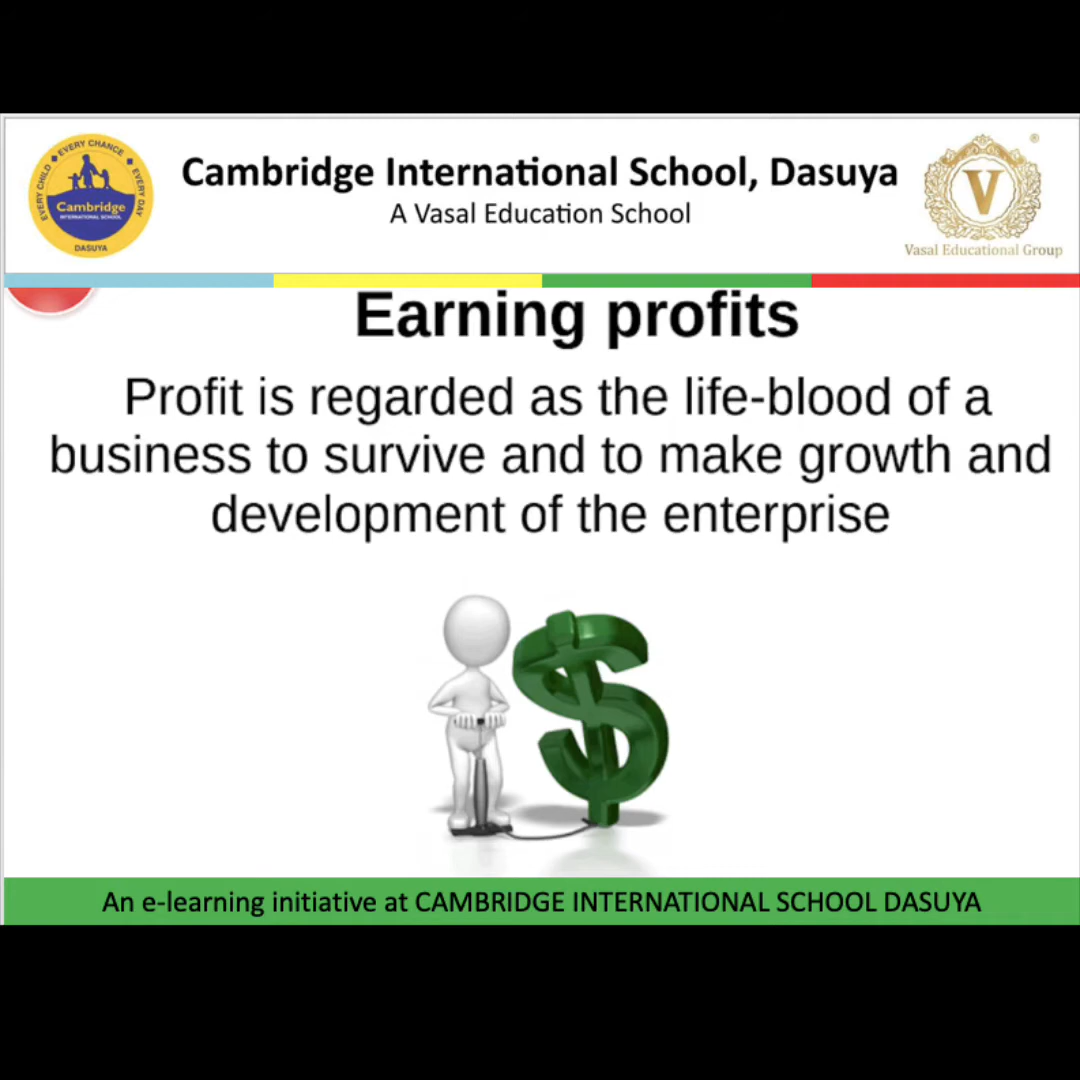 EVERY CHILD ◆ EVERY CHANCE ◆ EVERY DAY
Cambridge
INTERNATIONAL SCHOOL
DASUYA
Cambridge International School, Dasuya
A Vasal Education School
®
V
Vasal Educational Group
Earning profits
Profit is regarded as the life-blood of a
business to survive and to make growth and
development of the enterprise
$
An e-learning initiative at CAMBRIDGE INTERNATIONAL SCHOOL DASUYA